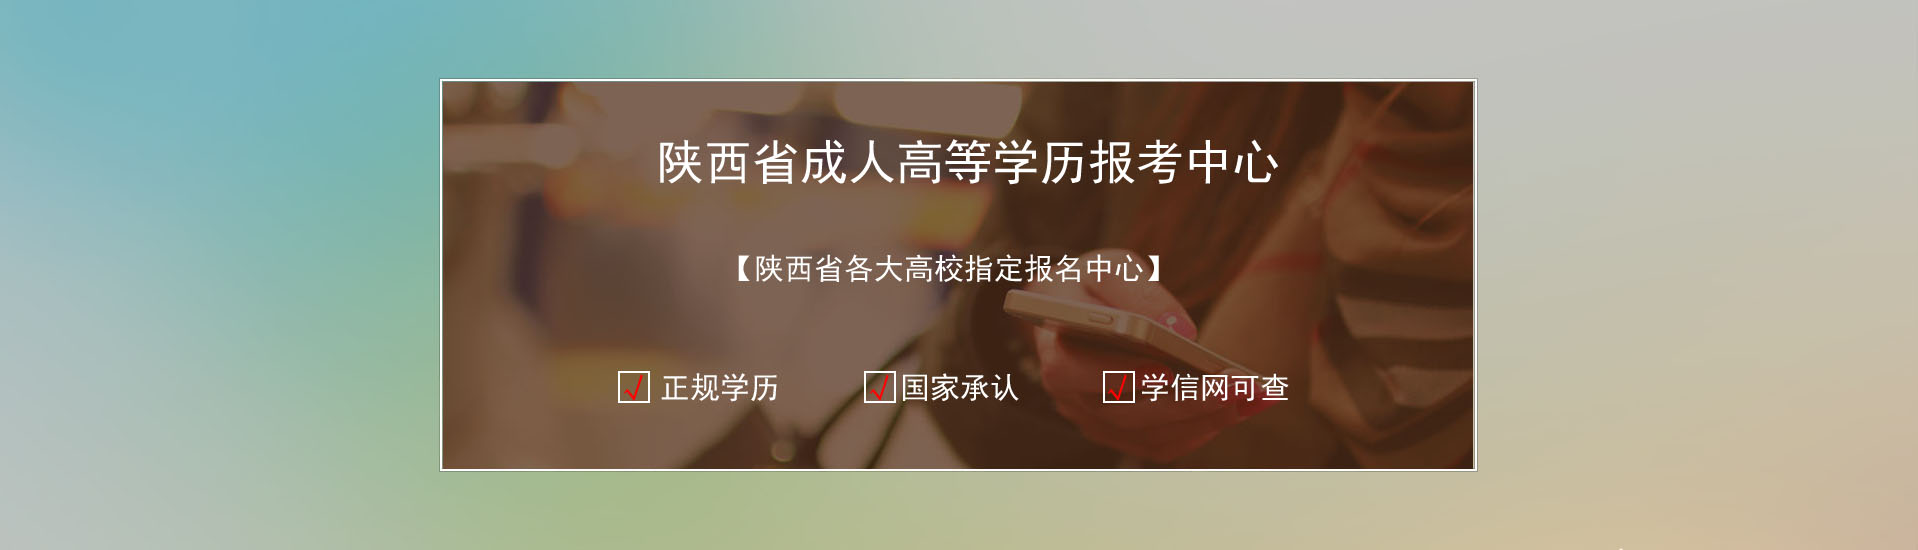 陕西省成人高等学历报考中心
【陕西省各大高校指定报名中心】
√ 正规学历 √ 国家承认 √ 学信网可查